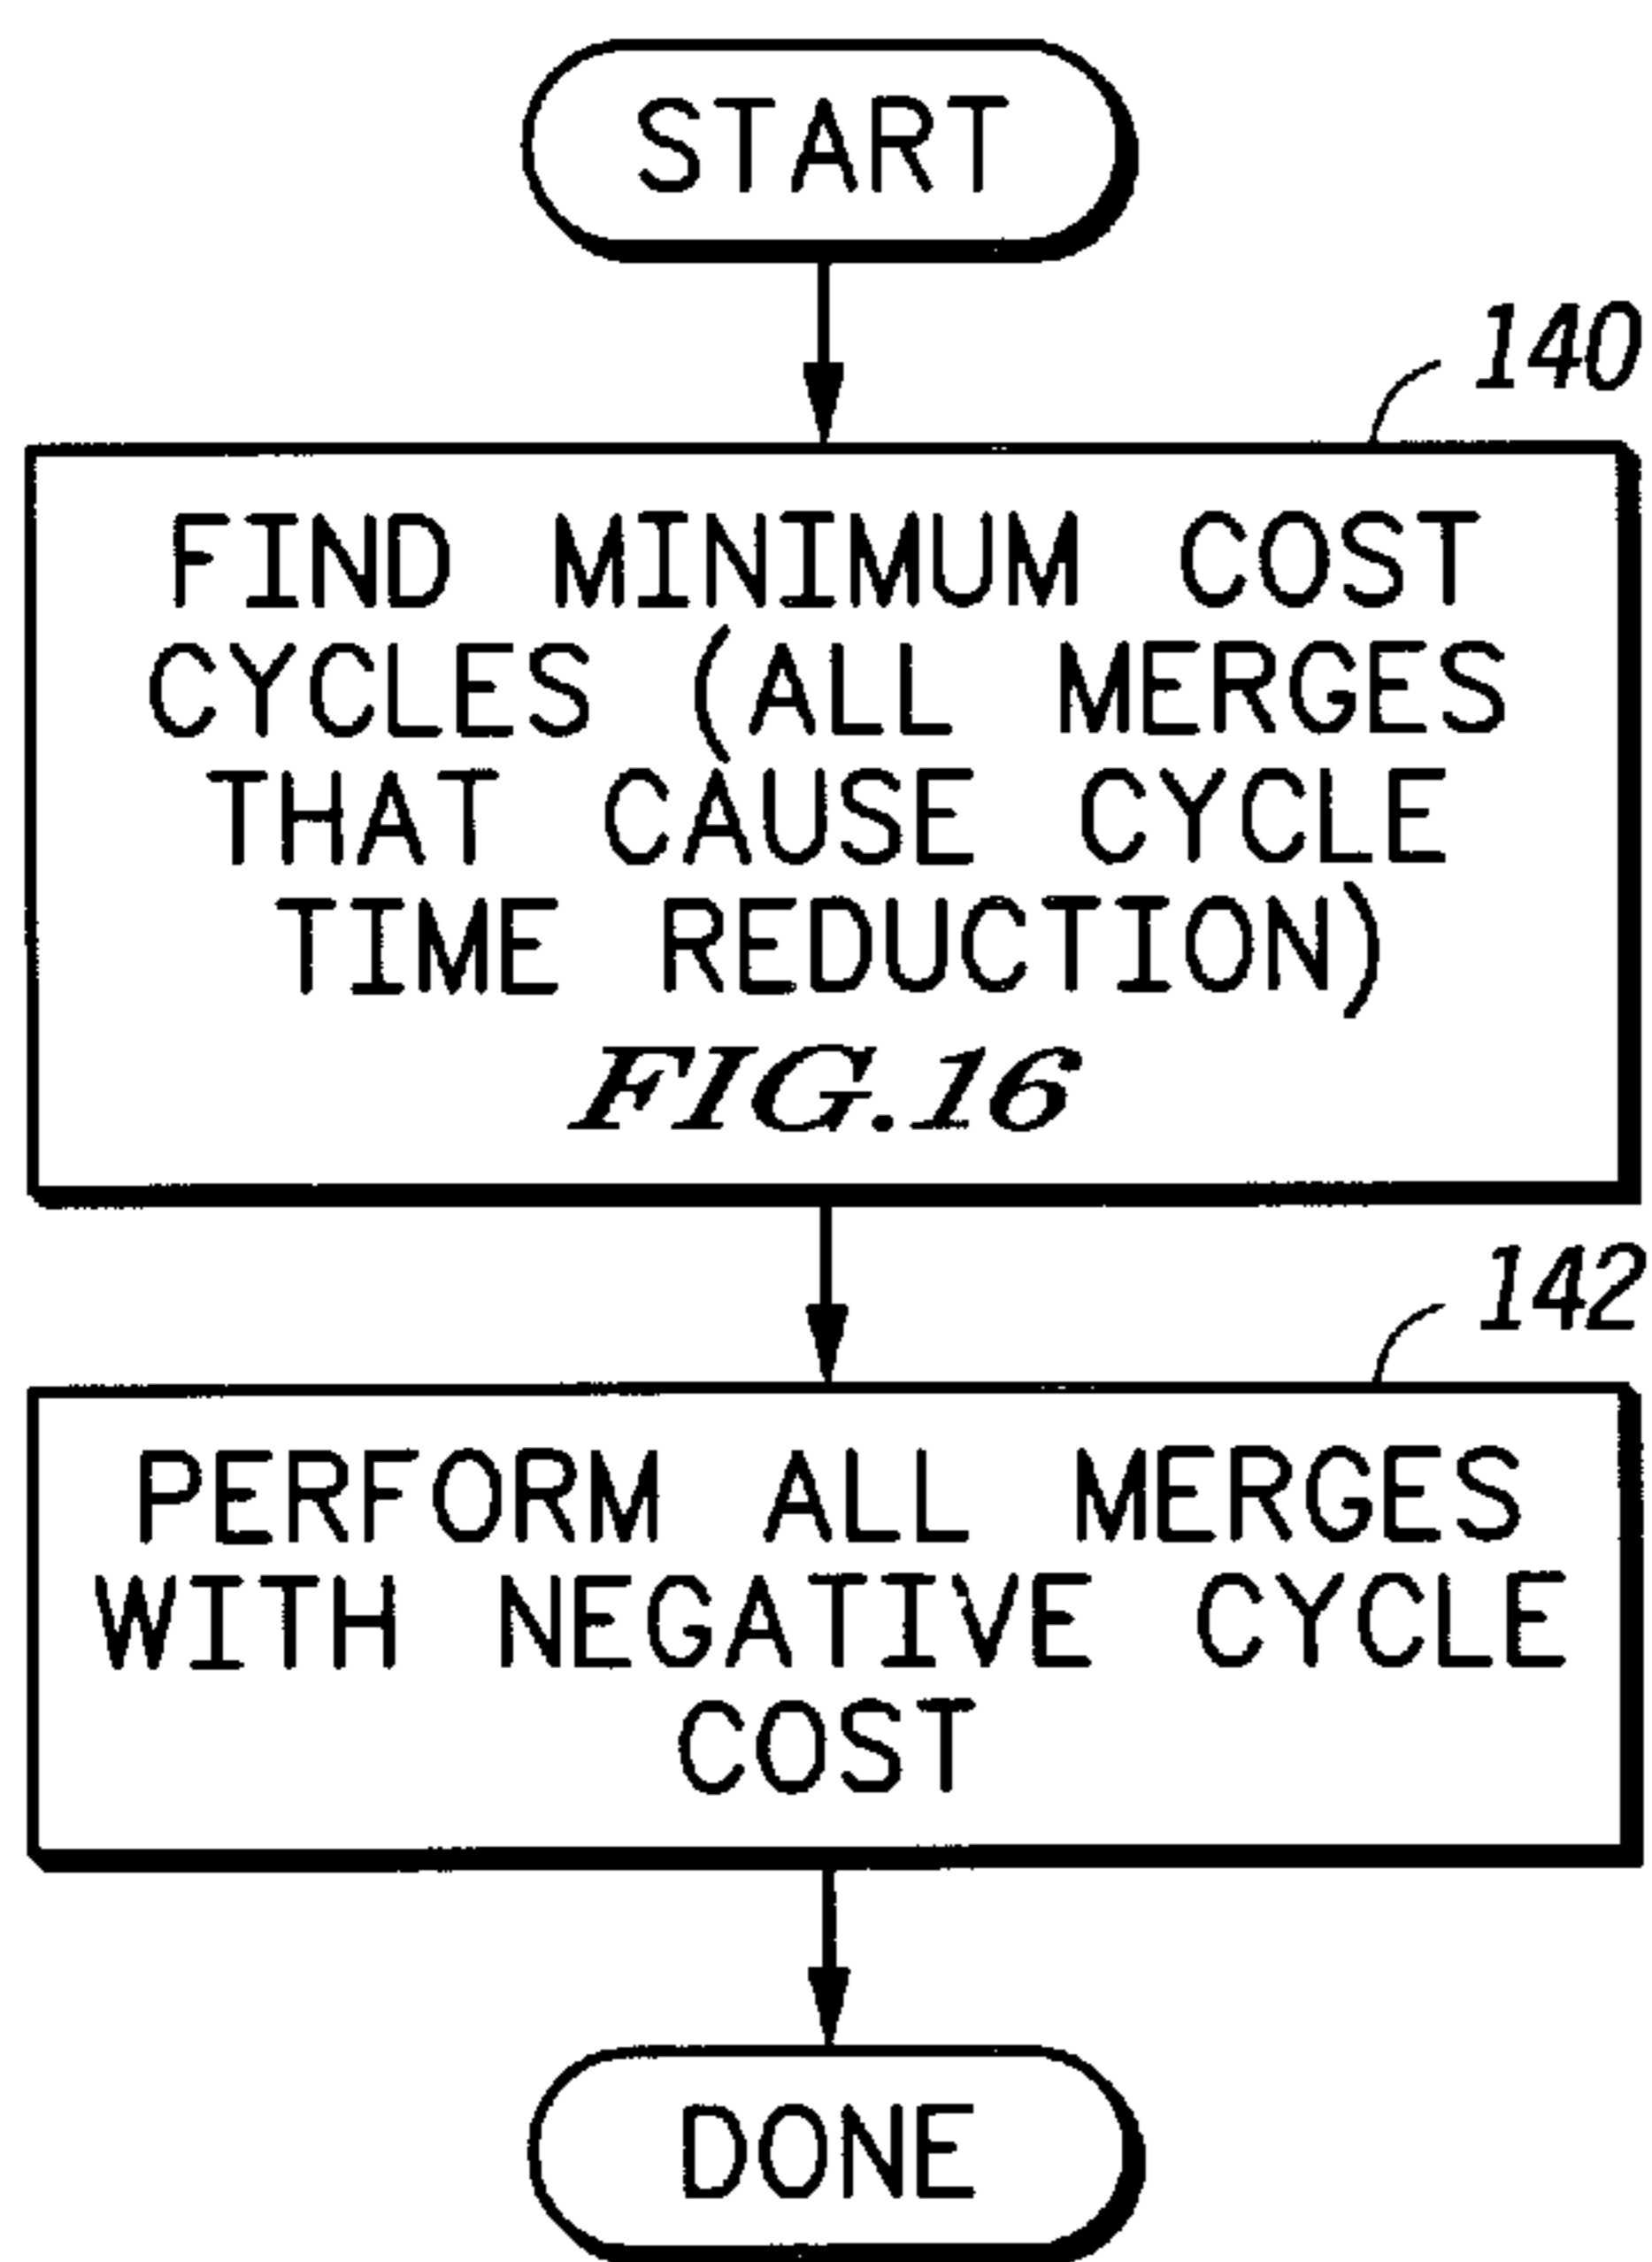 START
140
FIND MINIMUM COST
CYCLES (ALL MERGES
THAT CAUSE CYCLE
TIME REDUCTION)
FIG.16
142
PERFORM ALL MERGES
WITH NEGATIVE CYCLE
COST
DONE